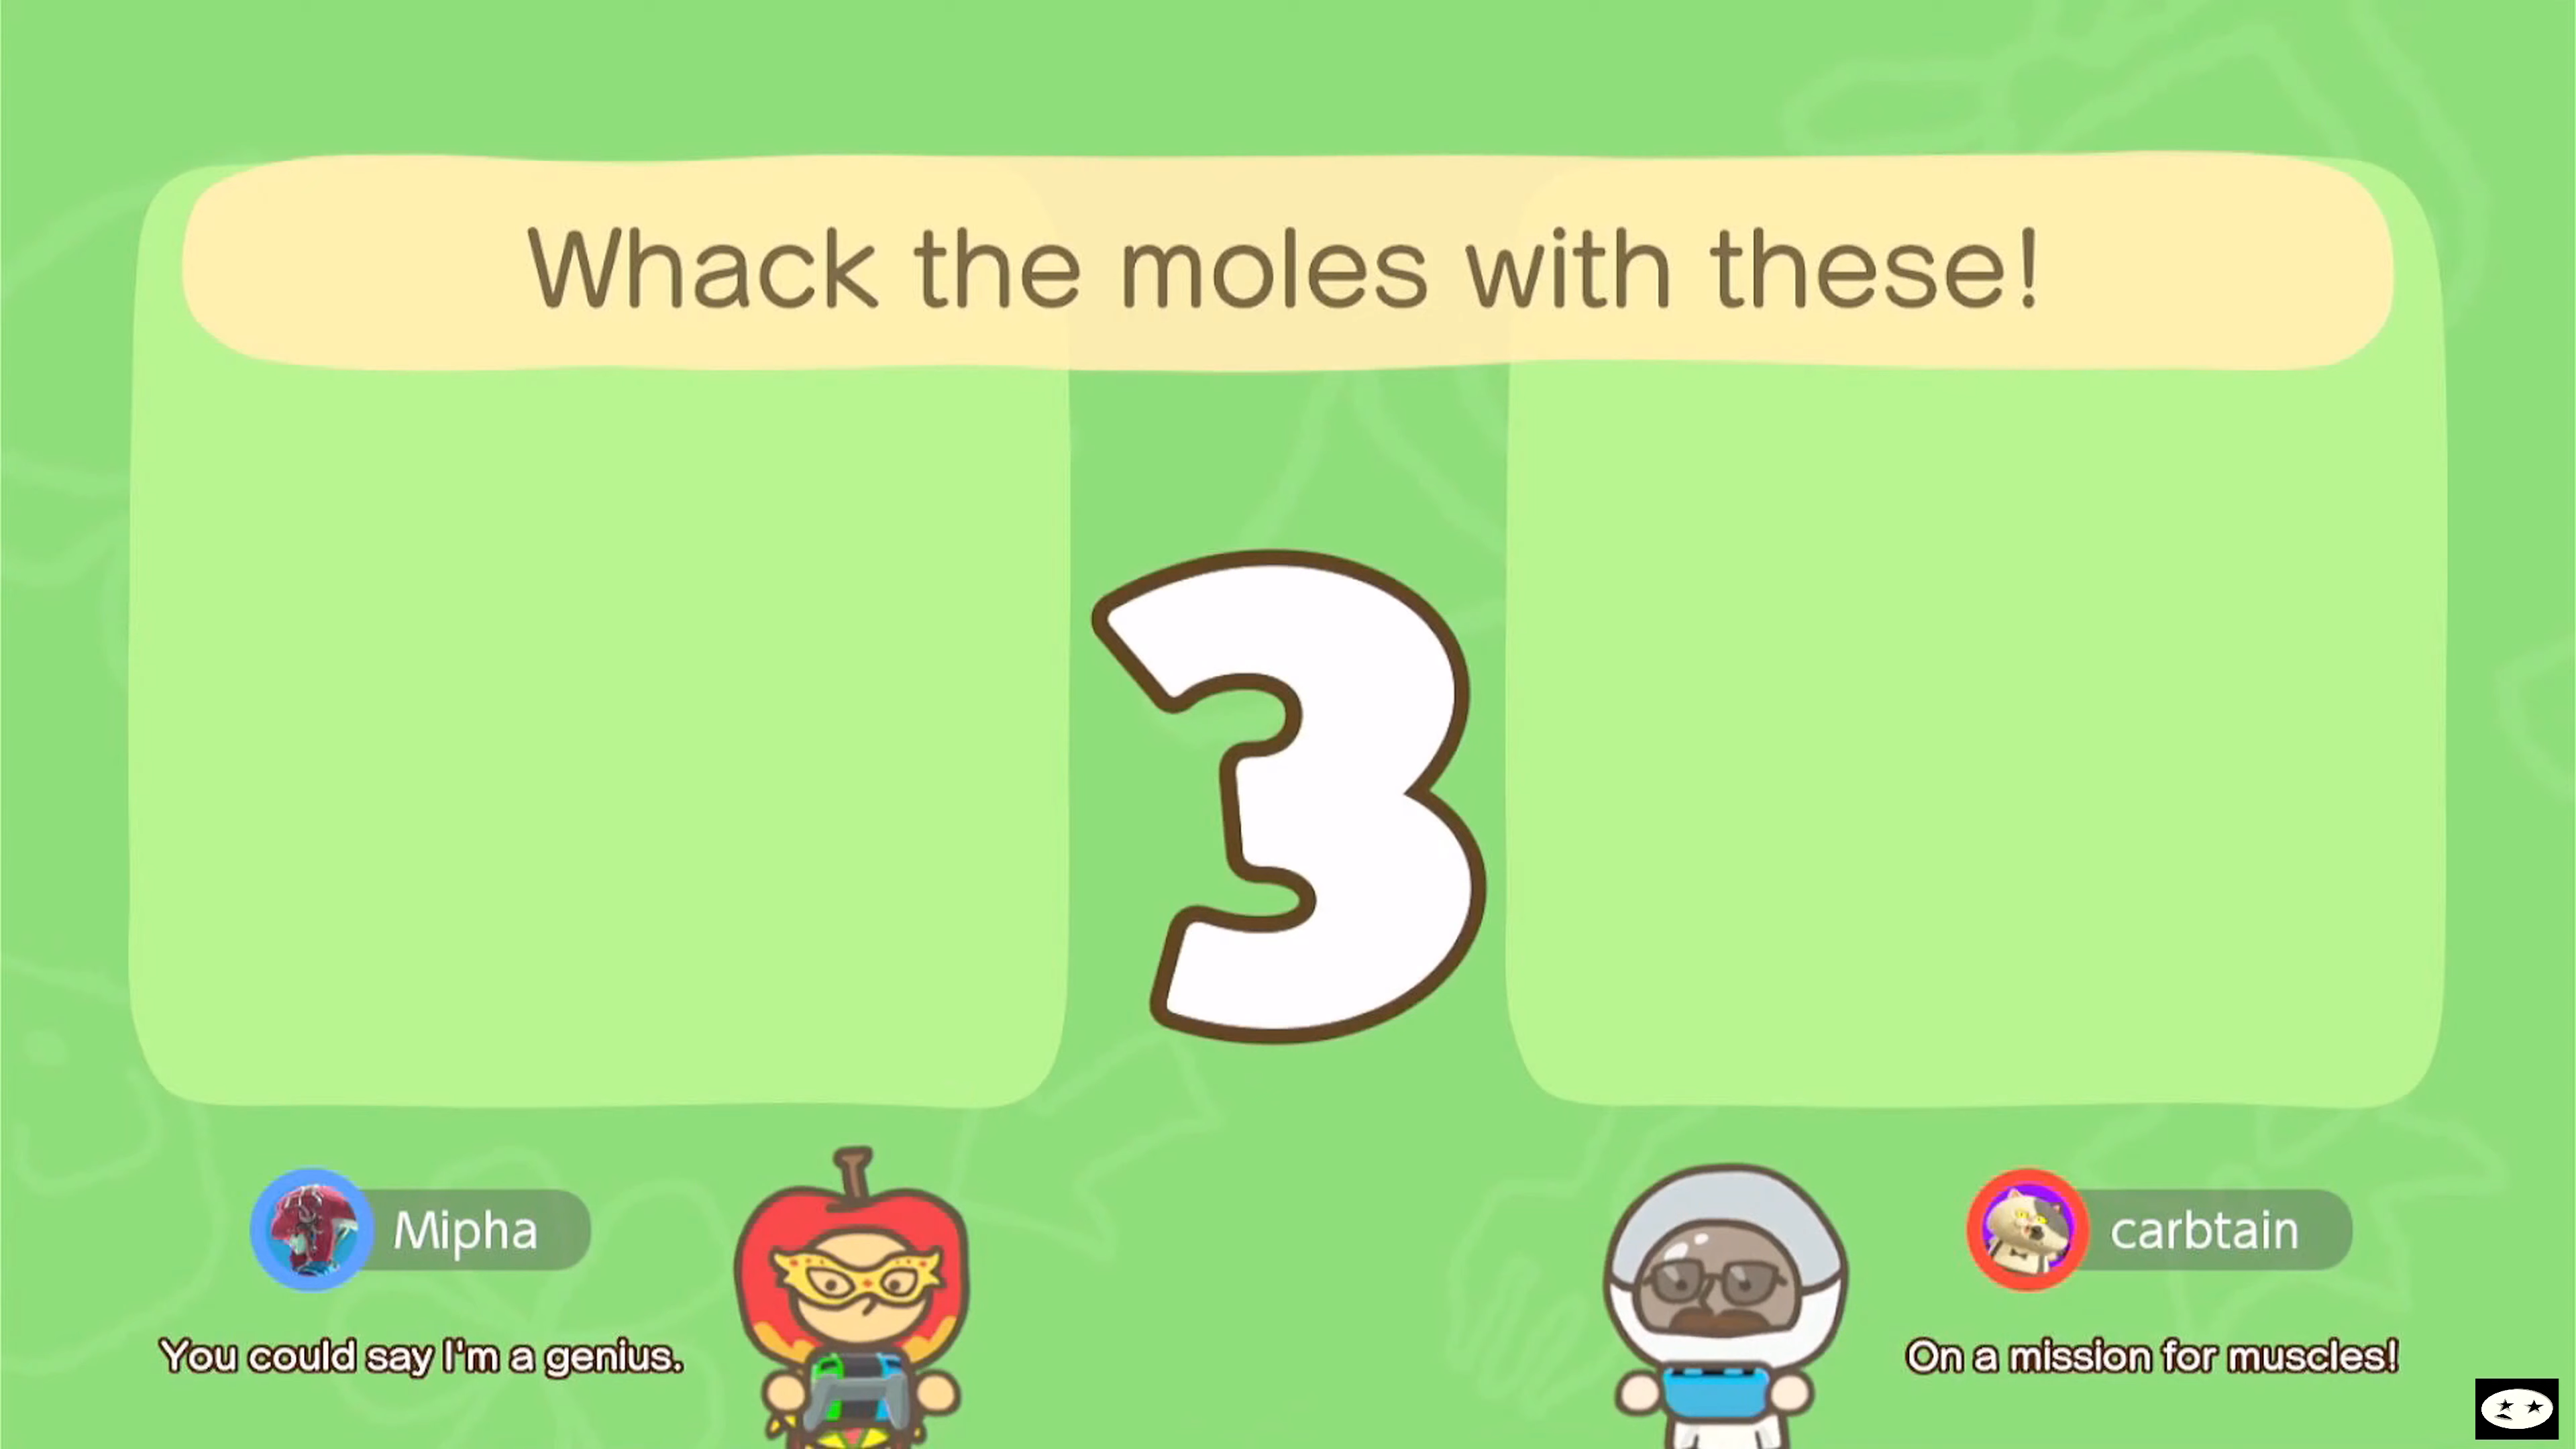 Whack the moles with these!
3
Mipha
carbtain
You could say I'm a genius.
On a mission for muscles!